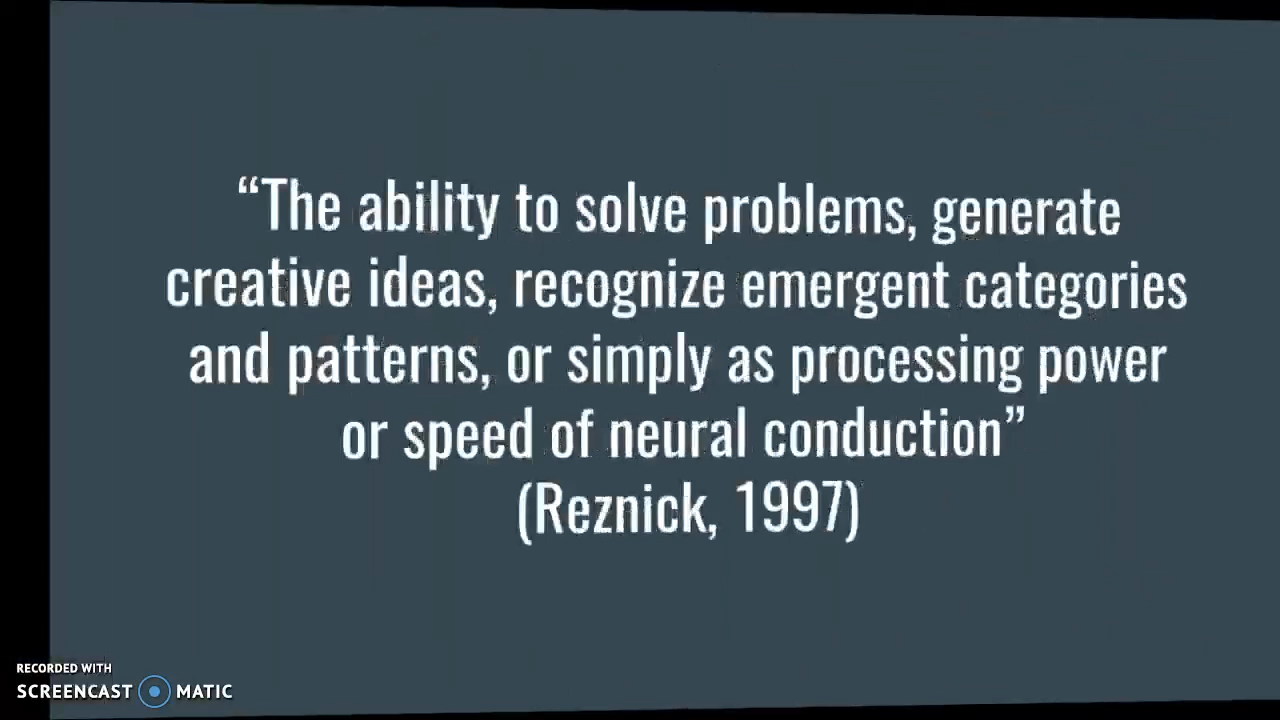 “The ability to solve problems, generate
creative ideas, recognize emergent categories
and patterns, or simply as processing power
or speed of neural conduction”
(Reznick, 1997)
RECORDED WITH
SCREENCAST MATIC